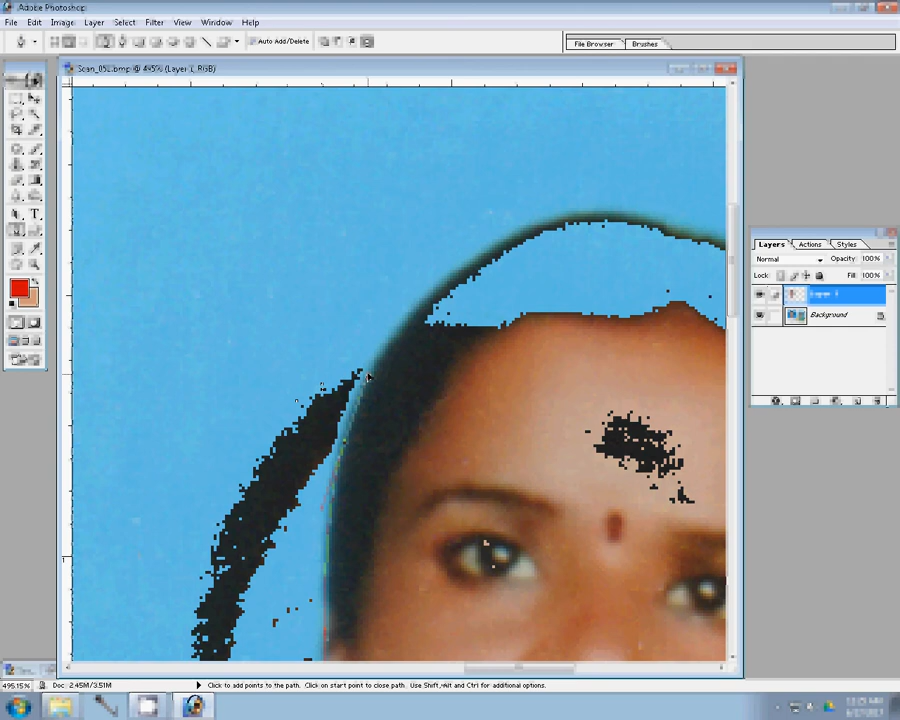 Adobe Photoshop
File Edit Image Layer Select Filter View Window Help
Auto Add/Delete
File Browser Brushes
Scan_05 .bmp @ 495% (Layer 1, RGB)
Layers Actions Styles
Normal Opacity: 100%
Lock: Fill: 100%
Background
T
495.15% Doc: 2.45M/3.51M Click to add points to the path. Click on start point to close path. Use Shift, Alt and Ctrl for additional options.